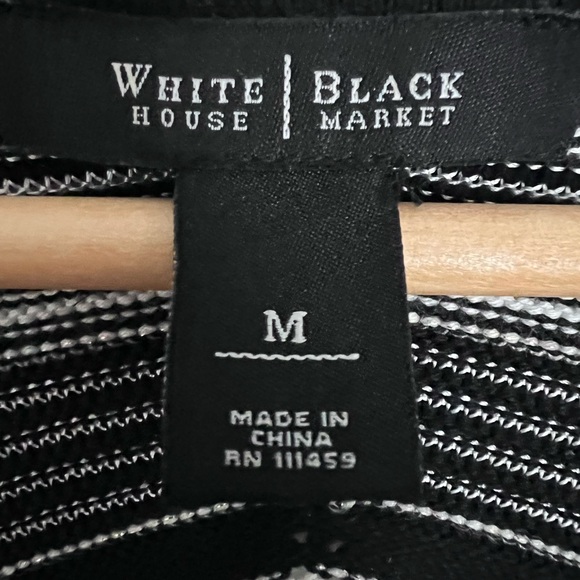 WHITE | BLACK
HOUSE | MARKET
M
MADE IN
CHINA
RN 111459